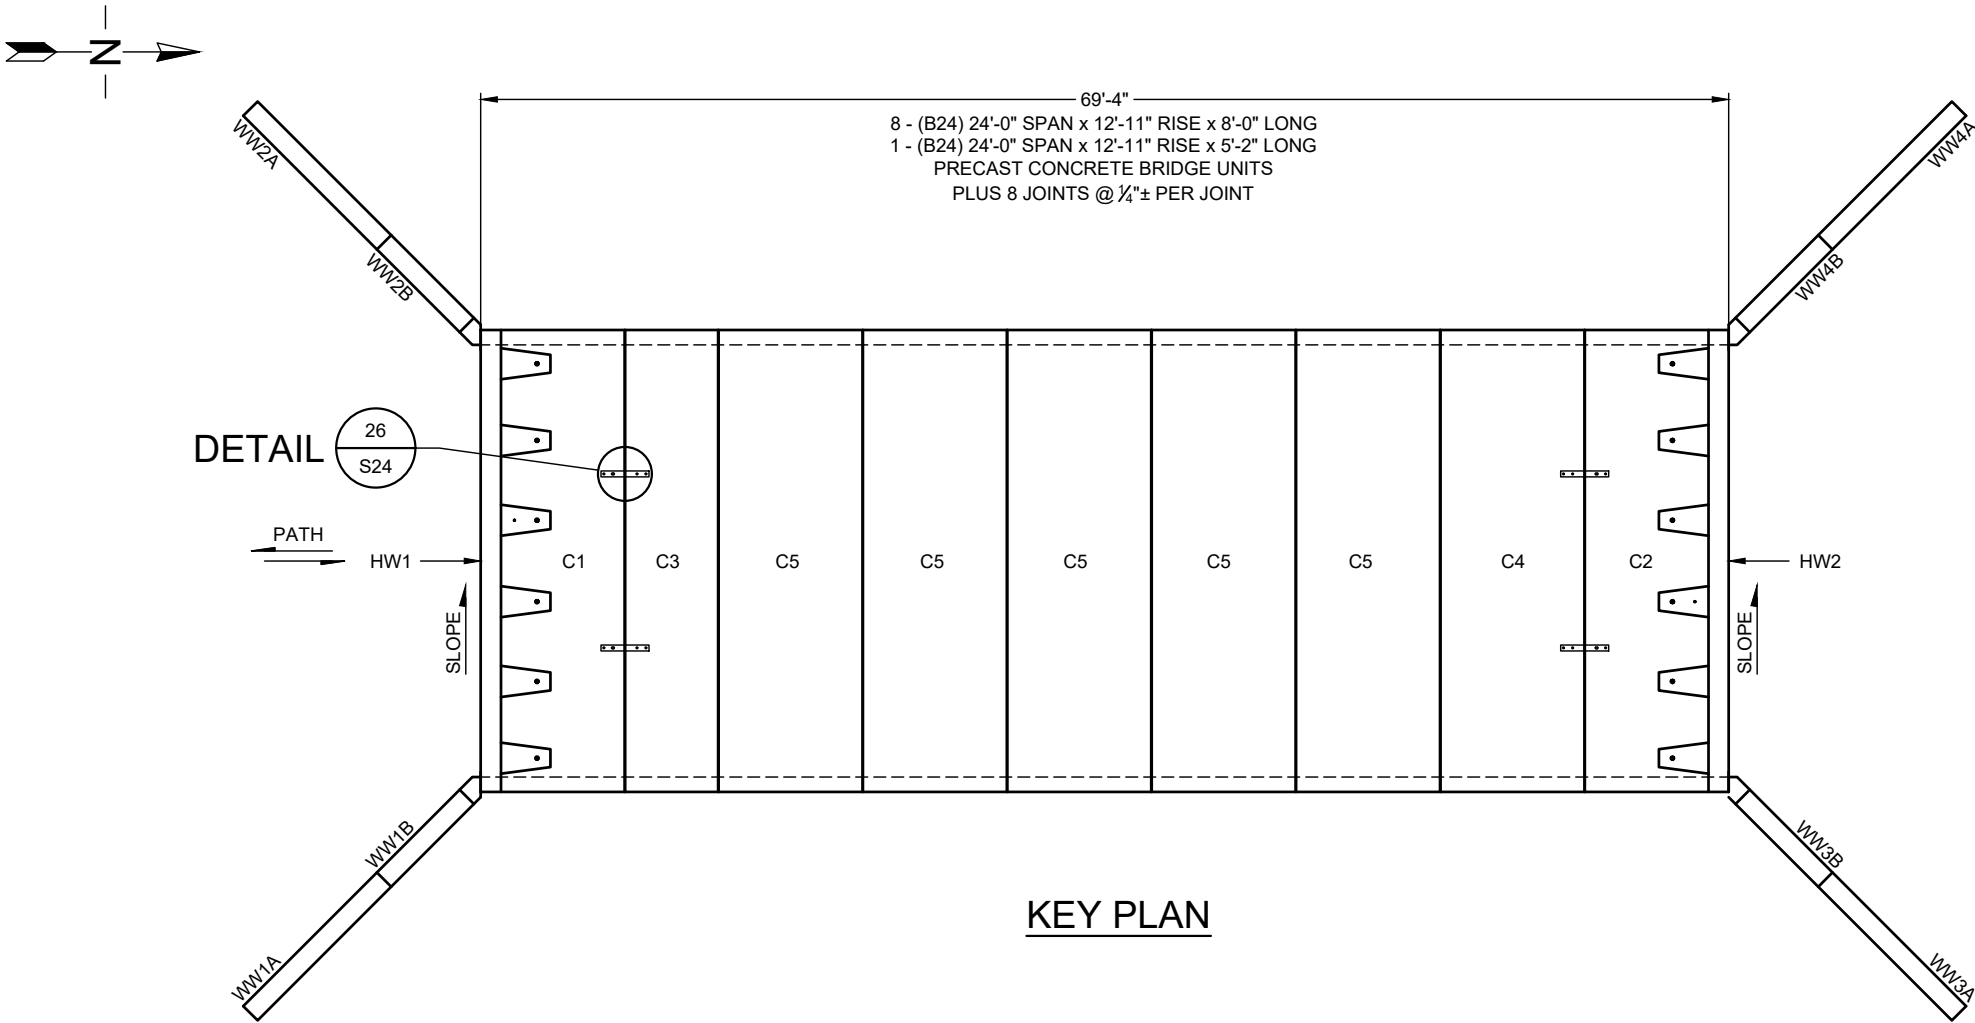 N
69'-4"
8 - (B24) 24'-0" SPAN x 12'-11" RISE x 8'-0" LONG
1 - (B24) 24'-0" SPAN x 12'-11" RISE x 5'-2" LONG
PRECAST CONCRETE BRIDGE UNITS
PLUS 8 JOINTS @ ¼"± PER JOINT
WW2A
WW4A
WW2B
WW4B
DETAIL
26
S24
PATH
HW1
C1
C3
C5
C5
C5
C5
C5
C4
C2
HW2
SLOPE
SLOPE
WW1B
WW3B
KEY PLAN
WW1A
WW3A